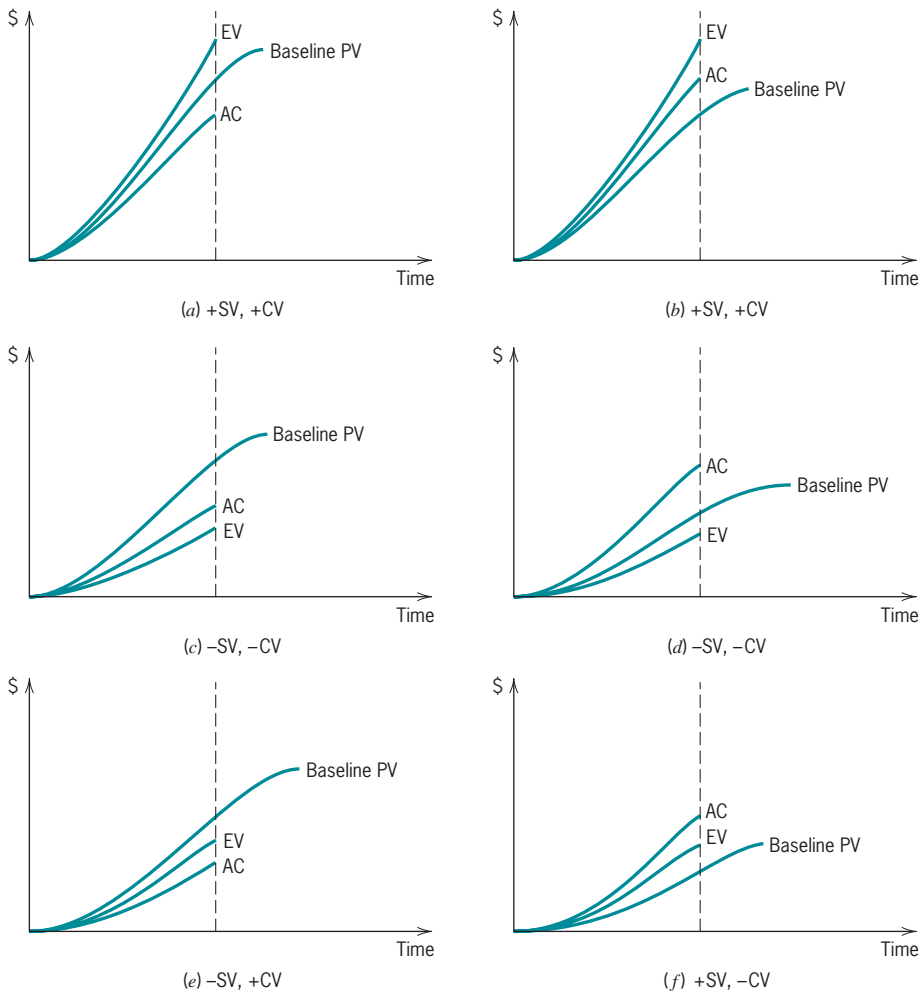 $
EV
Baseline PV
AC
Time
(a) +SV, +CV
$
EV
AC
Baseline PV
Time
(b) +SV, +CV
$
Baseline PV
AC
EV
Time
(c) –SV, –CV
$
AC
Baseline PV
EV
Time
(d) –SV, –CV
$
Baseline PV
EV
AC
Time
(e) –SV, +CV
$
AC
EV
Baseline PV
Time
(f) +SV, –CV